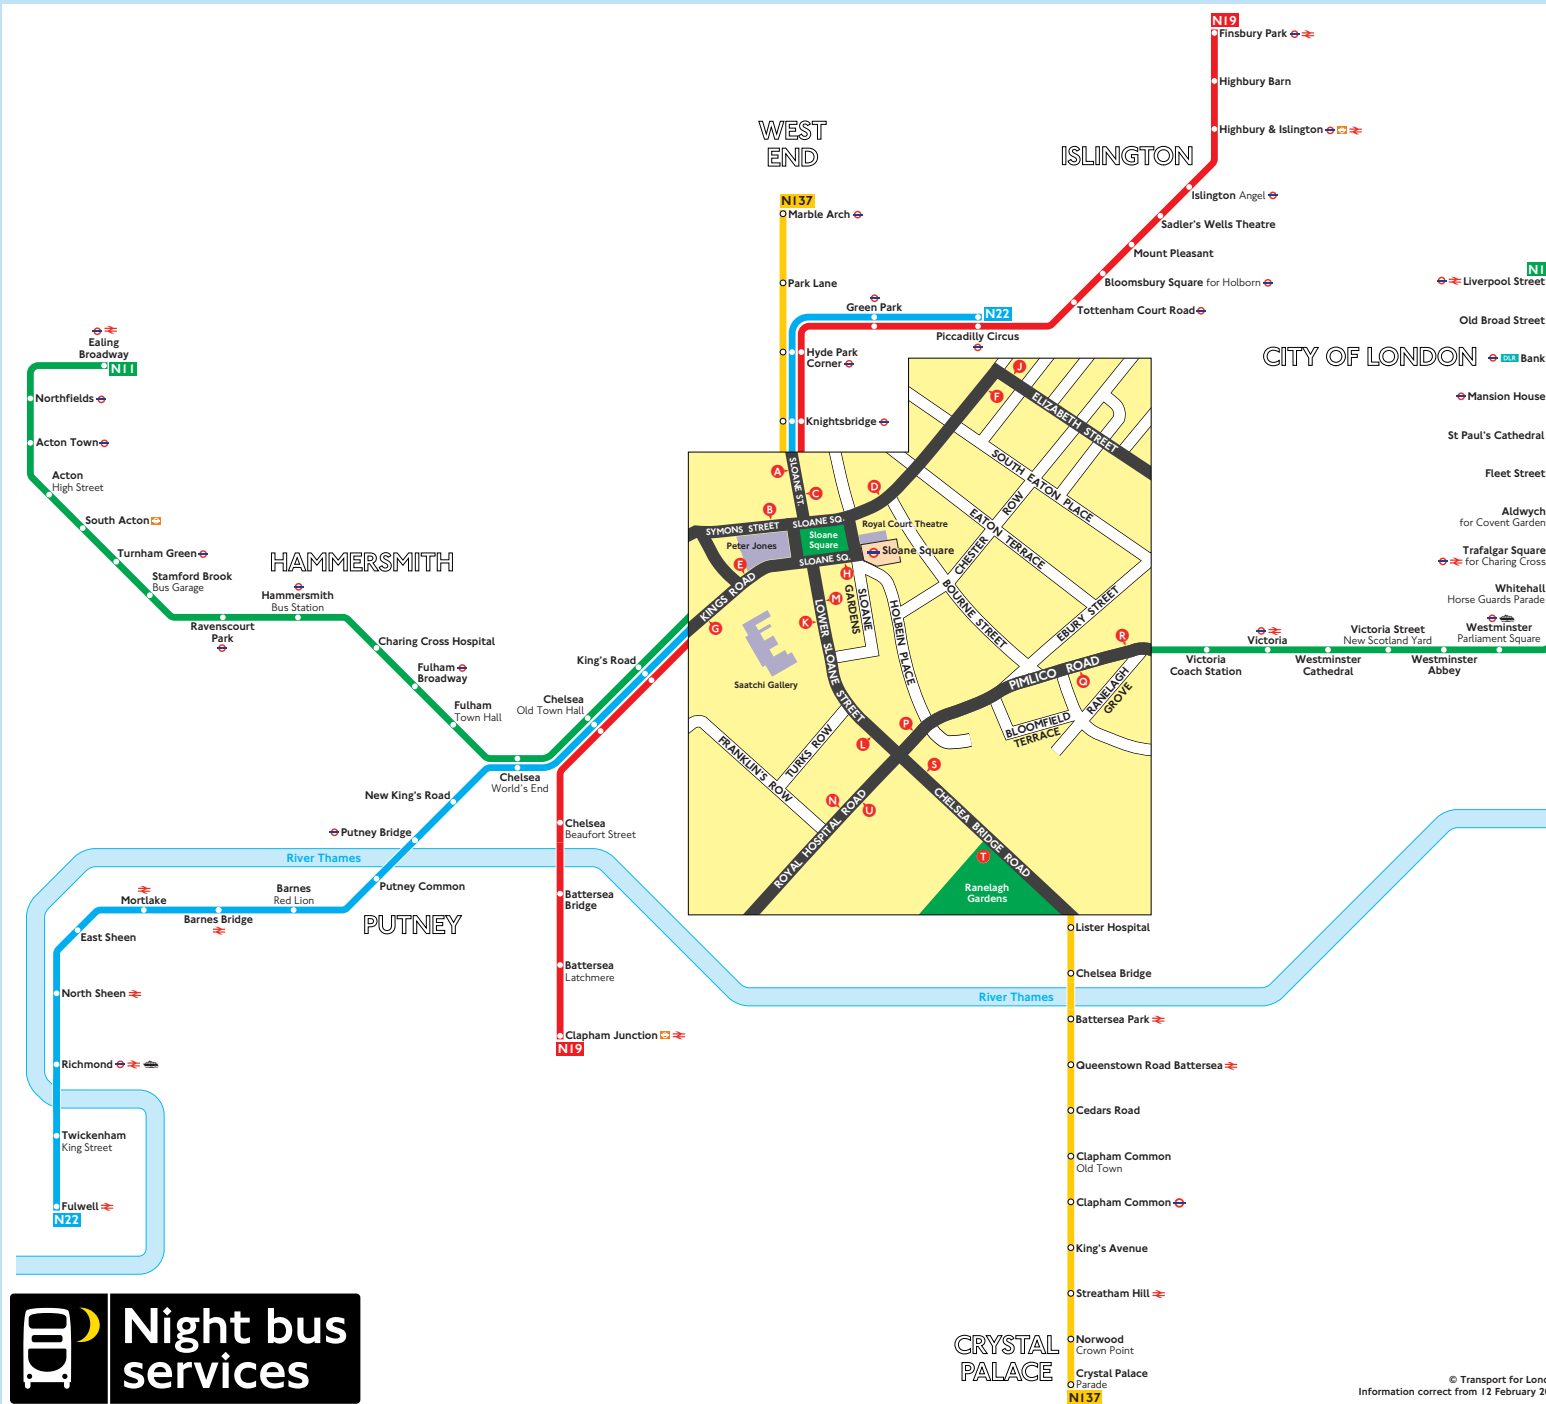 N19
Finsbury Park
Highbury Barn
Highbury & Islington
ISLINGTON
Islington Angel
Sadler's Wells Theatre
Mount Pleasant
Bloomsbury Square for Holborn
Tottenham Court Road
WEST
END
N137
Marble Arch
Park Lane
Green Park
N22
Piccadilly Circus
Hyde Park
Corner
Knightsbridge
N1
Liverpool Street
Old Broad Street
CITY OF LONDON
DLR
Bank
Mansion House
St Paul's Cathedral
Fleet Street
Aldwych
for Covent Garden
Trafalgar Square
for Charing Cross
Whitehall
Horse Guards Parade
Westminster
Parliament Square
Westminster
Abbey
Victoria Street
New Scotland Yard
Westminster
Cathedral
Victoria
Victoria
Coach Station
Ealing
Broadway
N11
Northfields
Acton Town
Acton
High Street
South Acton
Turnham Green
Stamford Brook
Bus Garage
HAMMERSMITH
Ravenscourt
Park
Hammersmith
Bus Station
Charing Cross Hospital
Fulham
Broadway
Fulham
Town Hall
King's Road
Chelsea
Old Town Hall
Chelsea
World's End
New King's Road
Putney Bridge
River Thames
Putney Common
PUTNEY
Barnes
Red Lion
Barnes Bridge
Mortlake
East Sheen
North Sheen
Richmond
Twickenham
King Street
Fulwell
N22
Chelsea
Beaufort Street
Battersea
Bridge
Battersea
Latchmere
Clapham Junction
N19
J
F
ELIZABETH STREET
SOUTH EATON PLACE
EATON TERRACE
CHESTER
ROW
BOURNE STREET
EBURY STREET
A
SLOANE ST.
C
D
B
SYMONS STREET
SLOANE SQ.
Royal Court Theatre
Peter Jones
Sloane
Square
Sloane Square
SLOANE SQ.
E
H
KINGS ROAD
G
M
K
SLOANE
GARDENS
HOLBEIN PLACE
LOWER SLOANE STREET
Saatchi Gallery
R
PIMLICO ROAD
Q
RANELAGH
GROVE
BLOOMFIELD
TERRACE
P
L
S
FRANKLIN'S ROW
TURKS ROW
N
U
ROYAL HOSPITAL ROAD
CHELSEA BRIDGE ROAD
T
Ranelagh
Gardens
Lister Hospital
Chelsea Bridge
River Thames
Battersea Park
Queenstown Road Battersea
Cedars Road
Clapham Common
Old Town
Clapham Common
King's Avenue
Streatham Hill
Norwood
Crown Point
CRYSTAL
PALACE
Crystal Palace
Parade
N137
Night bus
services
© Transport for Lond
Information correct from 12 February 20